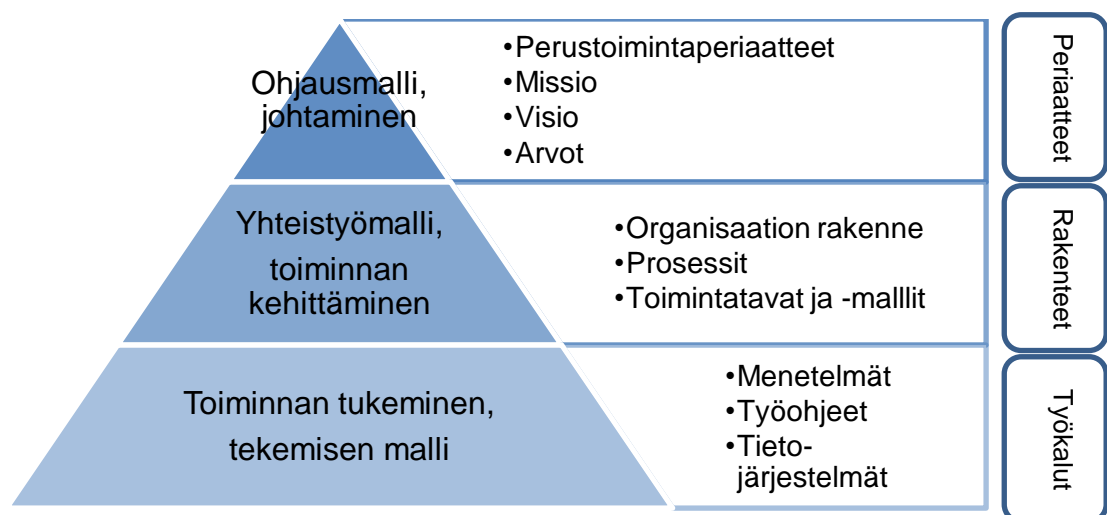 Ohjausmalli,
johtaminen
•Perustoimintaperiaatteet
•Missio
•Visio
•Arvot
Periaatteet
Yhteistyömalli,
toiminnan
kehittäminen
•Organisaation rakenne
•Prosessit
•Toimintatavat ja -malllit
Rakenteet
Toiminnan tukeminen,
tekemisen malli
•Menetelmät
•Työohjeet
•Tieto-
järjestelmät
Työkalut